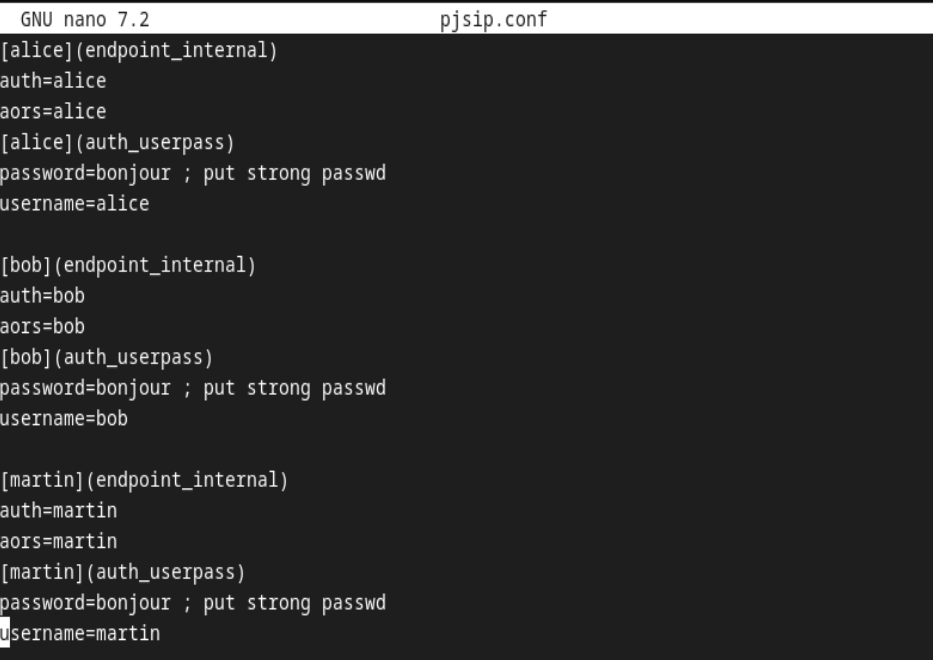 GNU nano 7.2 pjsip.conf
[alice](endpoint_internal)
auth=alice
aors=alice
[alice](auth_userpass)
password=bonjour ; put strong passwd
username=alice
[bob](endpoint_internal)
auth=bob
aors=bob
[bob](auth_userpass)
password=bonjour ; put strong passwd
username=bob
[martin](endpoint_internal)
auth=martin
aors=martin
[martin](auth_userpass)
password=bonjour ; put strong passwd
username=martin